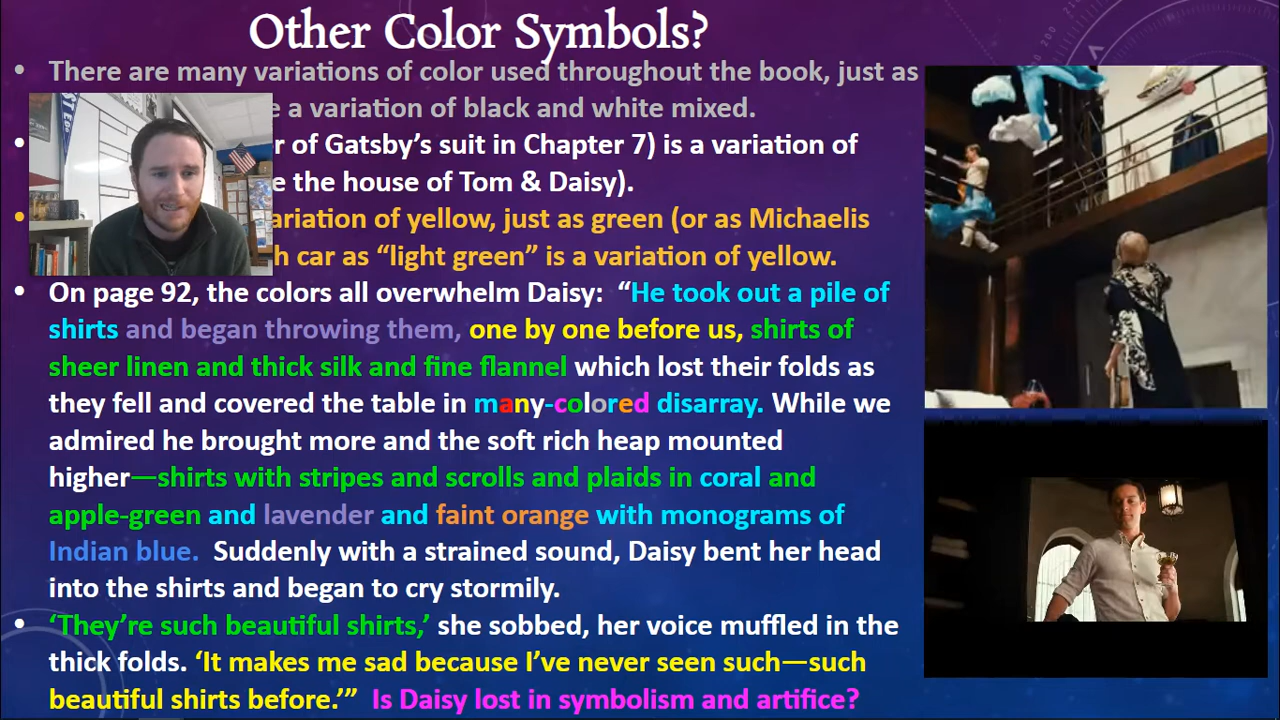 Other Color Symbols?
• There are many variations of color used throughout the book, just as
e a variation of black and white mixed.
• r of Gatsby’s suit in Chapter 7) is a variation of
e the house of Tom & Daisy).
• ariation of yellow, just as green (or as Michaelis
h car as “light green” is a variation of yellow.
• On page 92, the colors all overwhelm Daisy: “He took out a pile of
shirts and began throwing them, one by one before us, shirts of
sheer linen and thick silk and fine flannel which lost their folds as
they fell and covered the table in many-colored disarray. While we
admired he brought more and the soft rich heap mounted
higher—shirts with stripes and scrolls and plaids in coral and
apple-green and lavender and faint orange with monograms of
Indian blue. Suddenly with a strained sound, Daisy bent her head
into the shirts and began to cry stormily.
• ‘They’re such beautiful shirts,’ she sobbed, her voice muffled in the
thick folds. ‘It makes me sad because I’ve never seen such—such
beautiful shirts before.’” Is Daisy lost in symbolism and artifice?